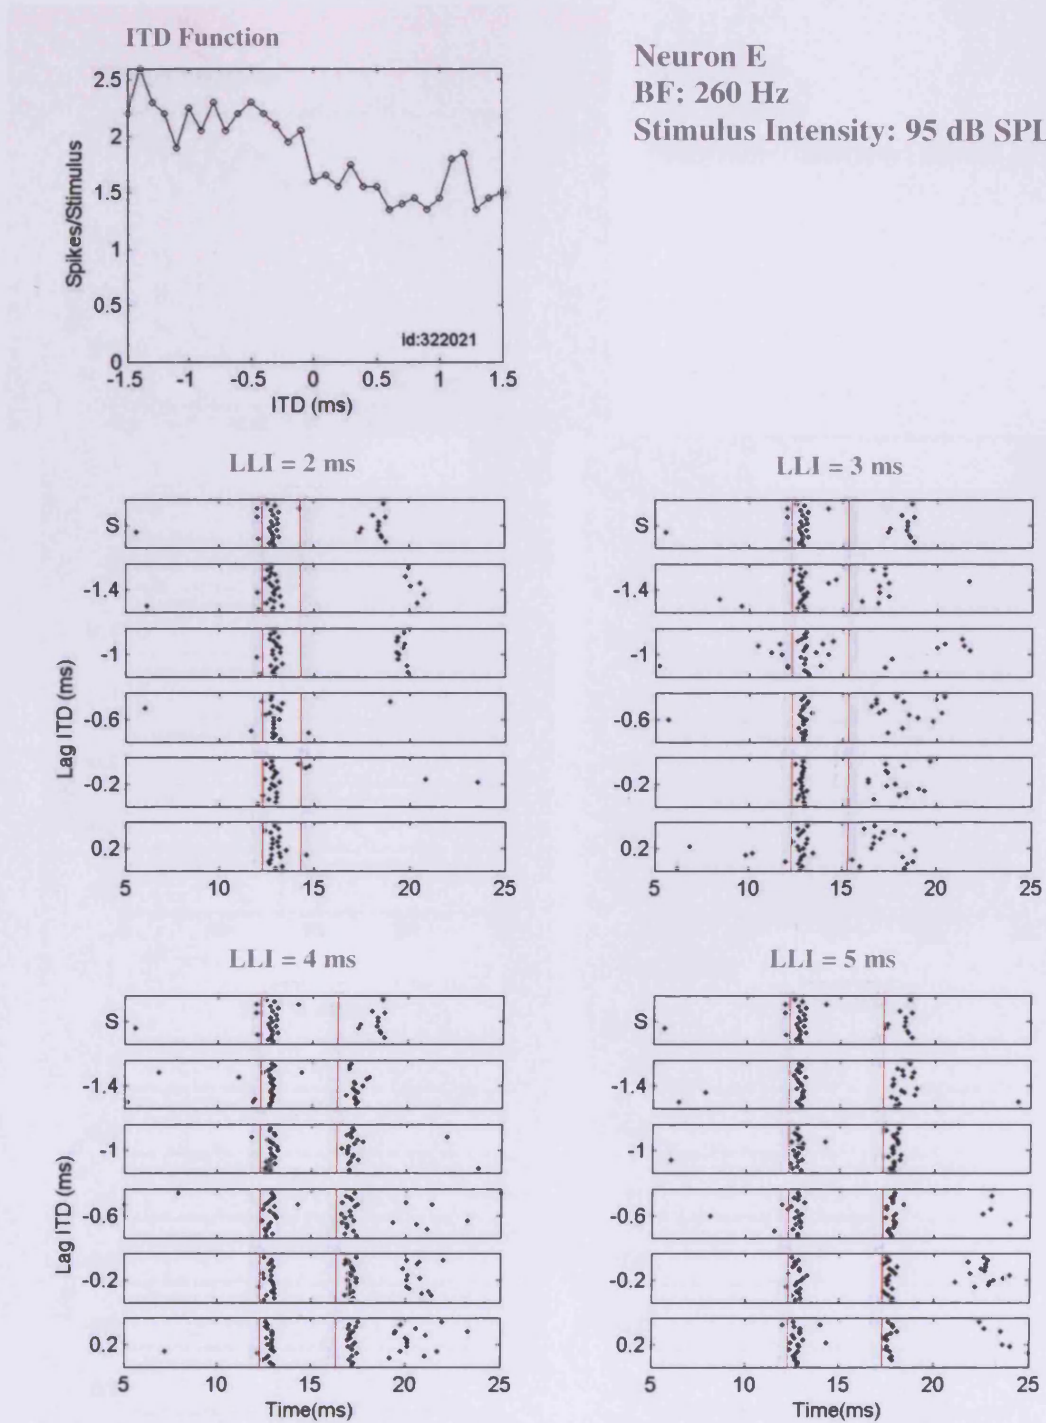 ITD Function
Neuron E
BF: 260 Hz
Stimulus Intensity: 95 dB SPL
2.5
2
1.5
1
0.5
0
Spikes/Stimulus
Id:322021
-1.5 -1 -0.5 0 0.5 1 1.5
ITD (ms)
LLI = 2 ms
S
-1.4
-1
-0.6
-0.2
0.2
Lag ITD (ms)
5 10 15 20 25
LLI = 3 ms
S
-1.4
-1
-0.6
-0.2
0.2
5 10 15 20 25
LLI = 4 ms
S
-1.4
-1
-0.6
-0.2
0.2
Lag ITD (ms)
5 10 15 20 25
Time(ms)
LLI = 5 ms
S
-1.4
-1
-0.6
-0.2
0.2
5 10 15 20 25
Time(ms)